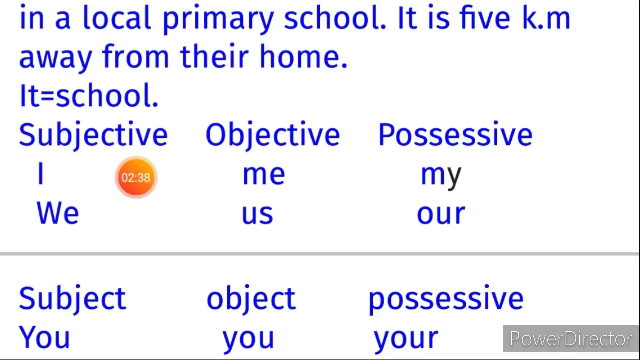 in a local primary school. It is five k.m
away from their home.
It=school.
Subjective Objective Possessive
I 02:38 me my
We us our
Subject object possessive
You you your
PowerDirector